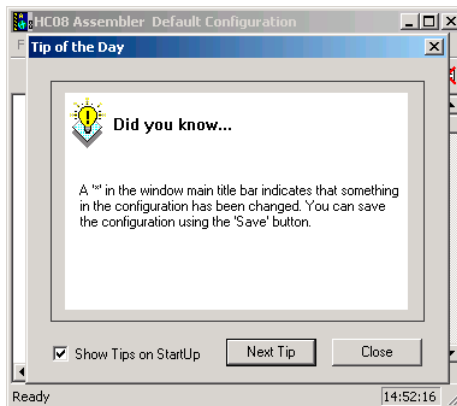 HC08 Assembler Default Configuration
F
Tip of the Day
Did you know...
A '*' in the window main title bar indicates that something
in the configuration has been changed. You can save
the configuration using the 'Save' button.
Show Tips on StartUp
Next Tip
Close
Ready
14:52:16